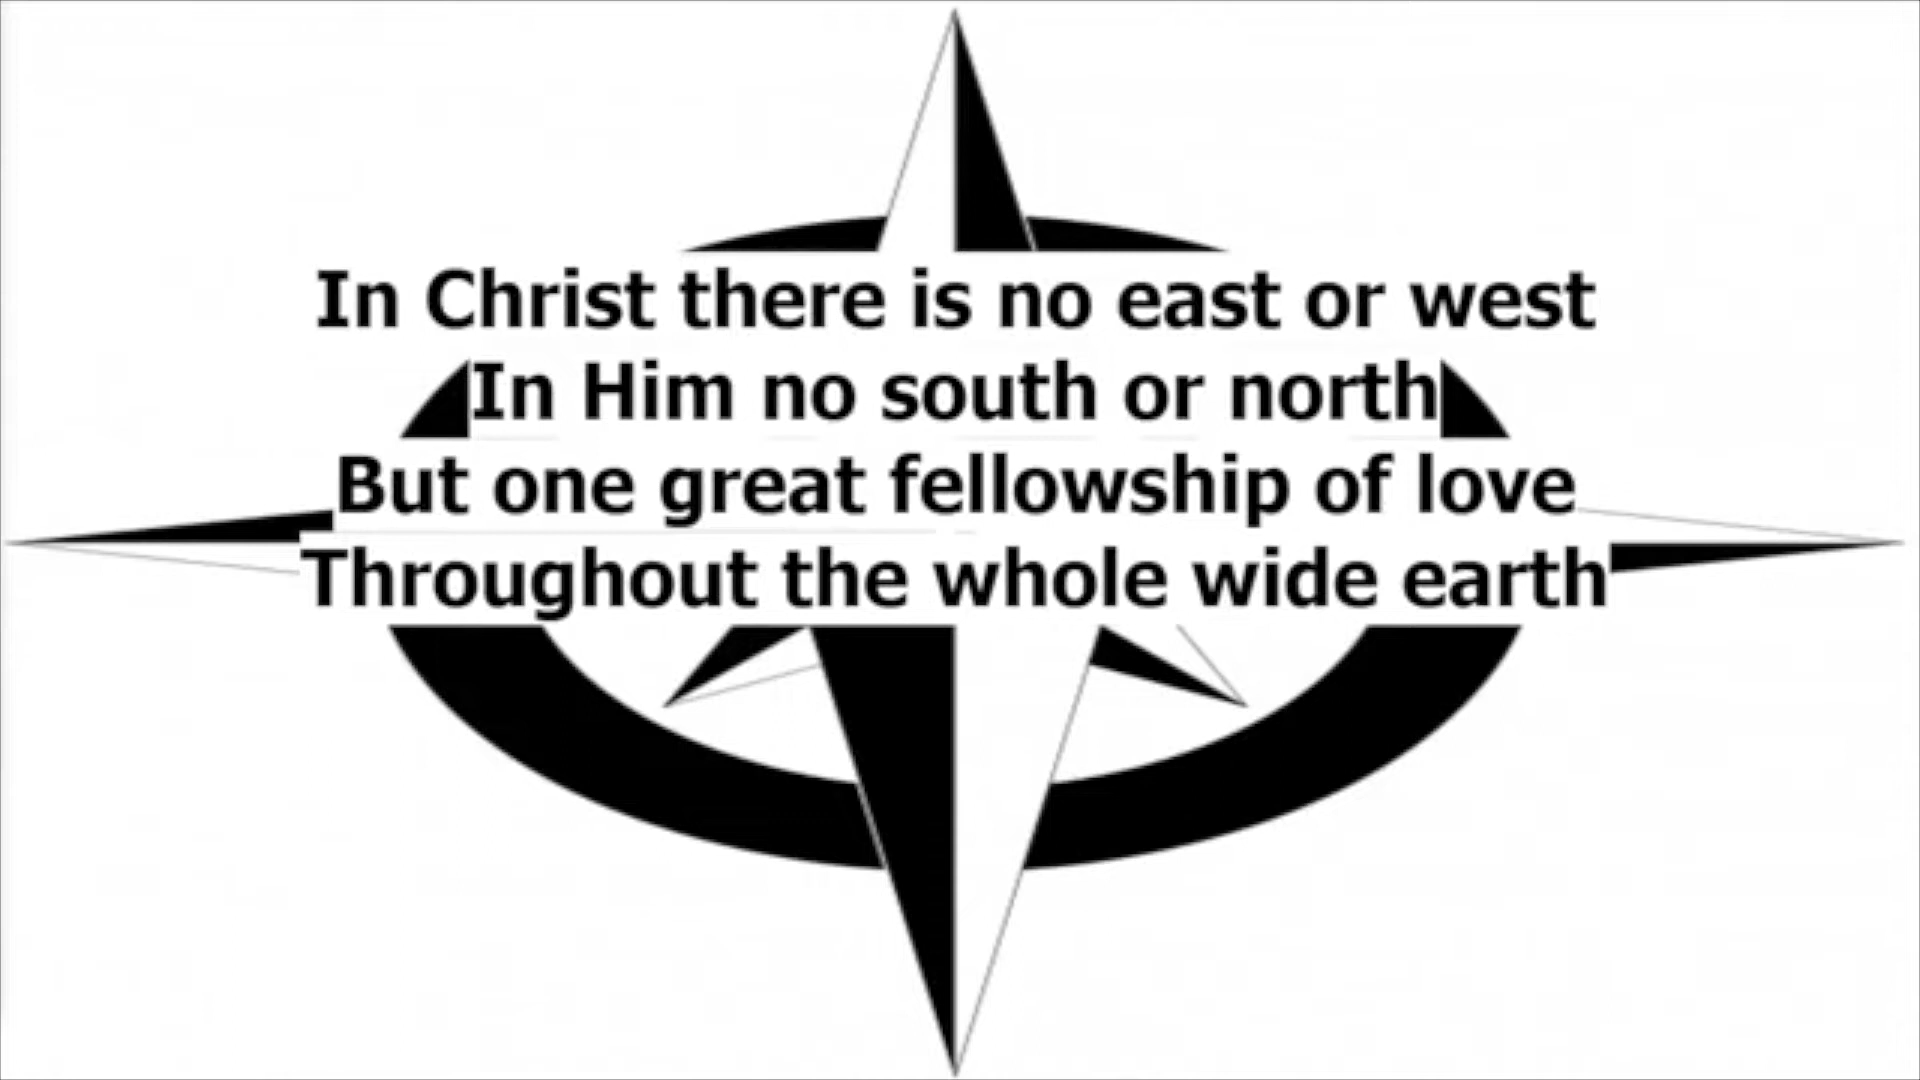 In Christ there is no east or west
In Him no south or north
But one great fellowship of love
Throughout the whole wide earth